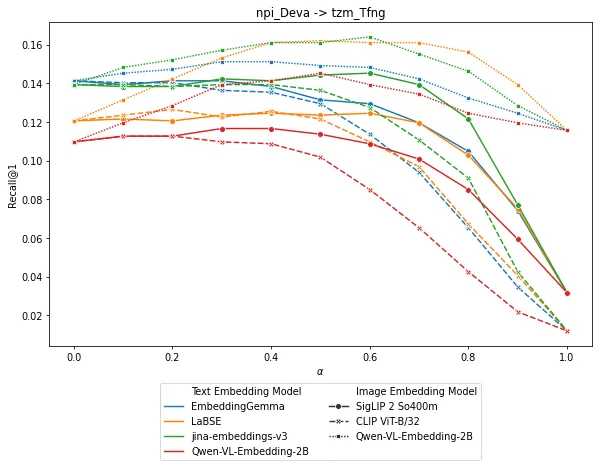 npi_Deva -> tzm_Tfng
Recall@1
0.16
0.14
0.12
0.10
0.08
0.06
0.04
0.02
0.0
0.2
0.4
0.6
0.8
1.0
α
Text Embedding Model
EmbeddingGemma
LaBSE
jina-embeddings-v3
Qwen-VL-Embedding-2B
Image Embedding Model
SigLIP 2 So400m
CLIP ViT-B/32
Qwen-VL-Embedding-2B